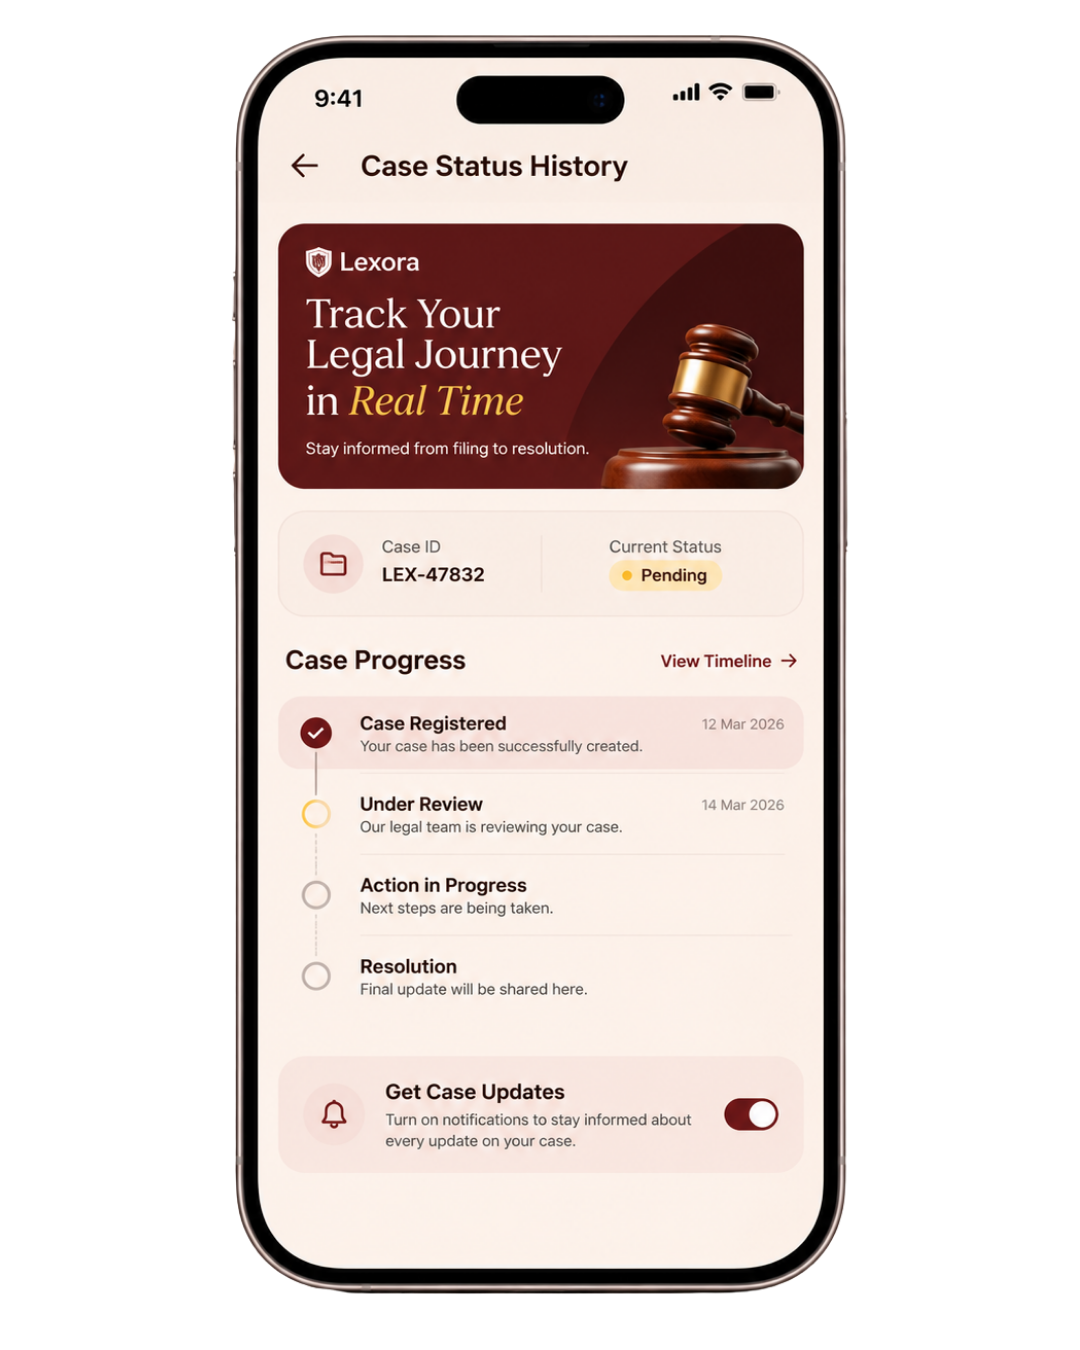 9:41
Case Status History
Lexora
Track Your
Legal Journey
in Real Time
Stay informed from filing to resolution.
Case ID
LEX-47832
Current Status
Pending
Case Progress
View Timeline
Case Registered
12 Mar 2026
Your case has been successfully created.
Under Review
14 Mar 2026
Our legal team is reviewing your case.
Action in Progress
Next steps are being taken.
Resolution
Final update will be shared here.
Get Case Updates
Turn on notifications to stay informed about
every update on your case.